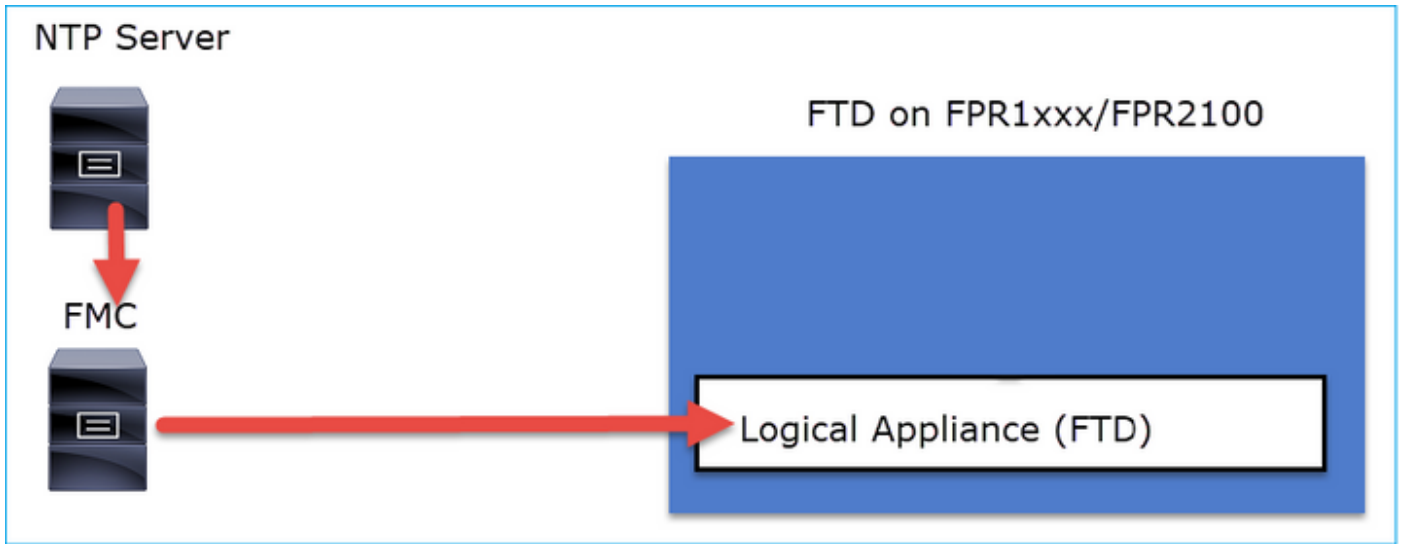 NTP Server
FTD on FPR1xxx/FPR2100
FMC
Logical Appliance (FTD)